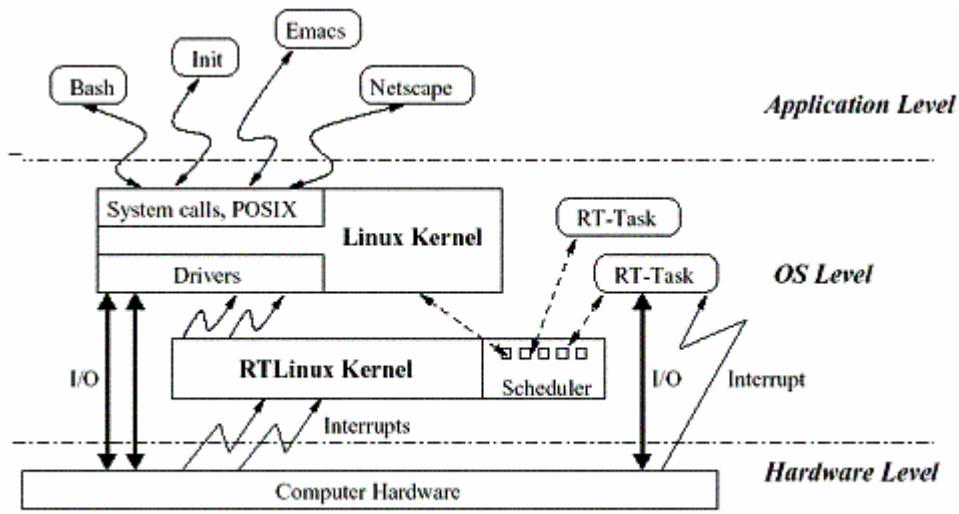 Emacs
Init
Bash
Netscape
Application Level
System calls, POSIX
Linux Kernel
RT-Task
Drivers
RT-Task
OS Level
I/O
RTLinux Kernel
Scheduler
I/O
Interrupt
Interrupts
Hardware Level
Computer Hardware